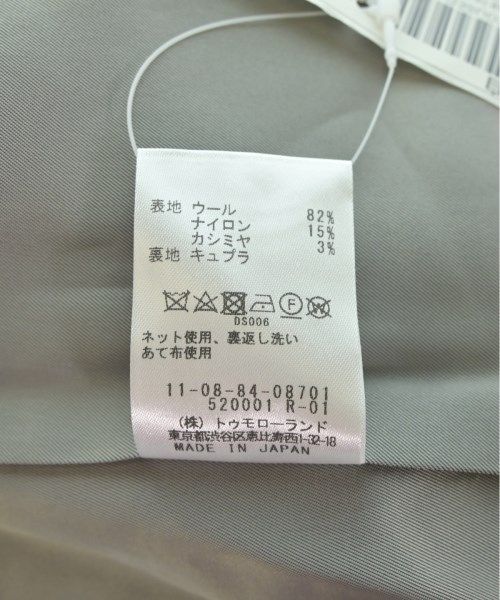 表地 ウール 82%
ナイロン 15%
カシミヤ 3%
裏地 キュプラ
DS006
ネット使用、裏返し洗い
あて布使用
11-08-84-08701
520001 R-01
(株)トゥモローランド
東京都渋谷区恵比寿西1-32-18
MADE IN JAPAN